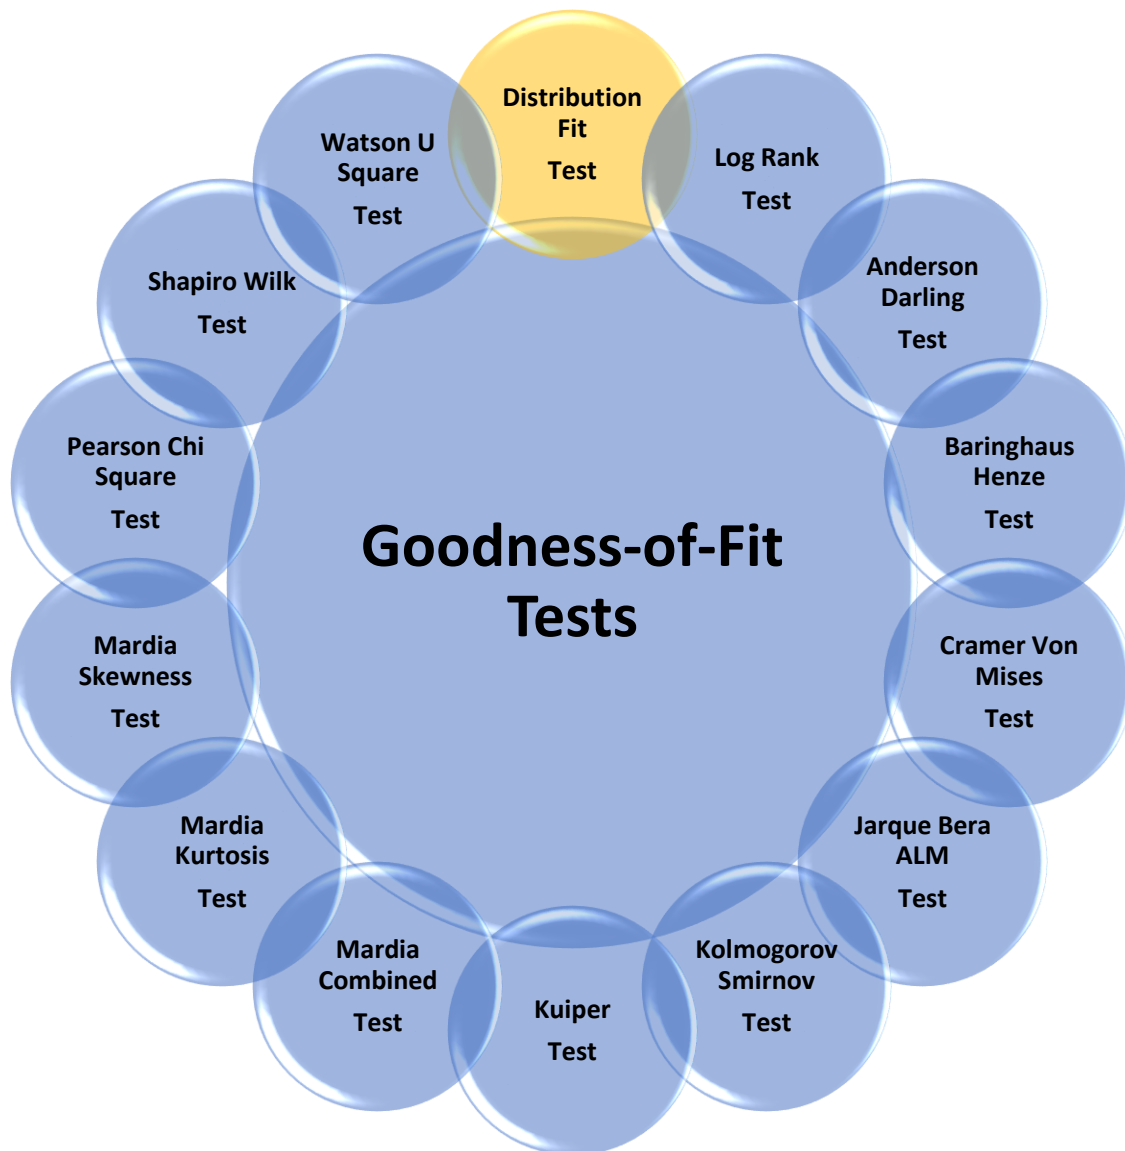 Distribution
Fit
Test
Log Rank
Test
Anderson
Darling
Test
Baringhaus
Henze
Test
Cramer Von
Mises
Test
Jarque Bera
ALM
Test
Kolmogorov
Smirnov
Test
Kuiper
Test
Mardia
Combined
Test
Mardia
Kurtosis
Test
Mardia
Skewness
Test
Pearson Chi
Square
Test
Shapiro Wilk
Test
Watson U
Square
Test
Goodness-of-Fit
Tests